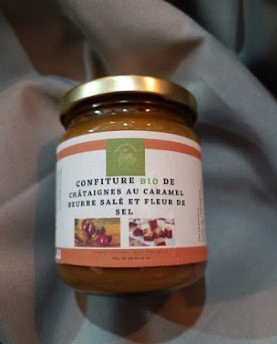 CONFITURE BIO DE
CHÂTAIGNES AU CARAMEL
BEURRE SALÉ ET FLEUR DE
SEL